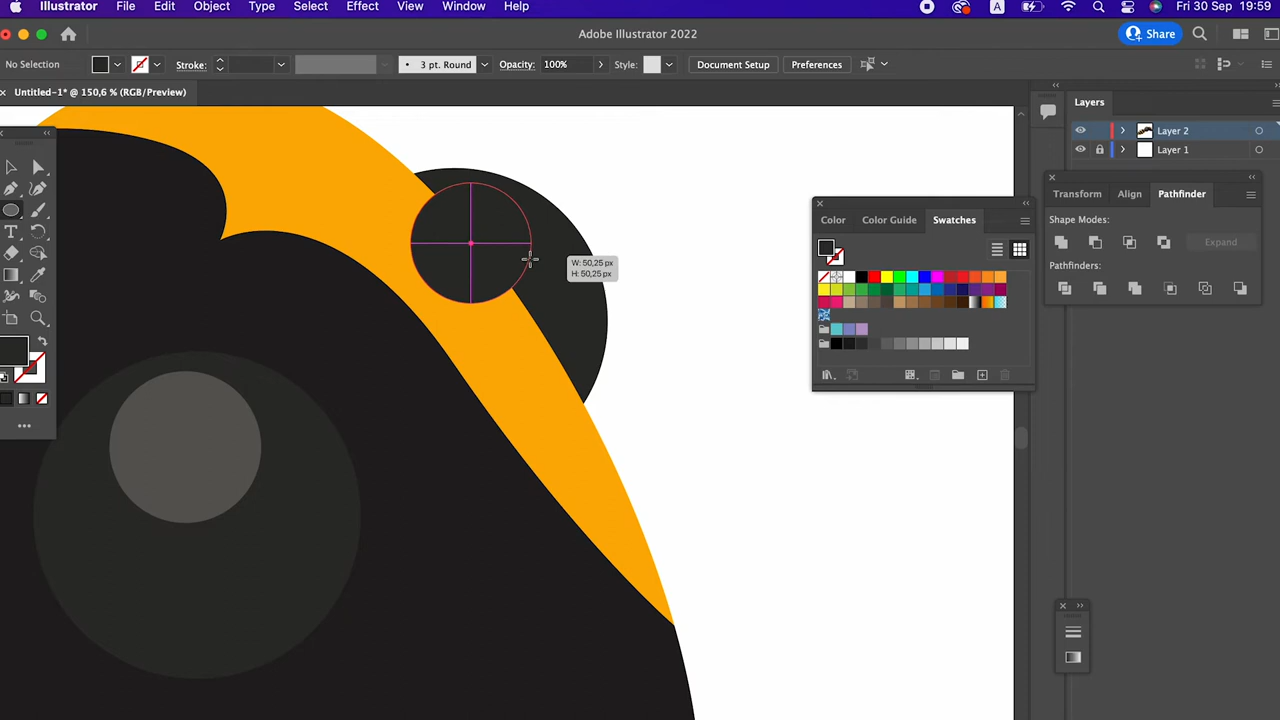 Illustrator File Edit Object Type Select Effect View Window Help A Fri 30 Sep 19:59
Adobe Illustrator 2022 Share
No Selection Stroke: 3 pt. Round Opacity: 100% Style: Document Setup Preferences
Untitled-1* @ 150,6 % (RGB/Preview)
Layers
Layer 2
Layer 1
Transform Align Pathfinder
Shape Modes:
Expand
Pathfinders:
Color Color Guide Swatches
W: 50,25 px
H: 50,25 px